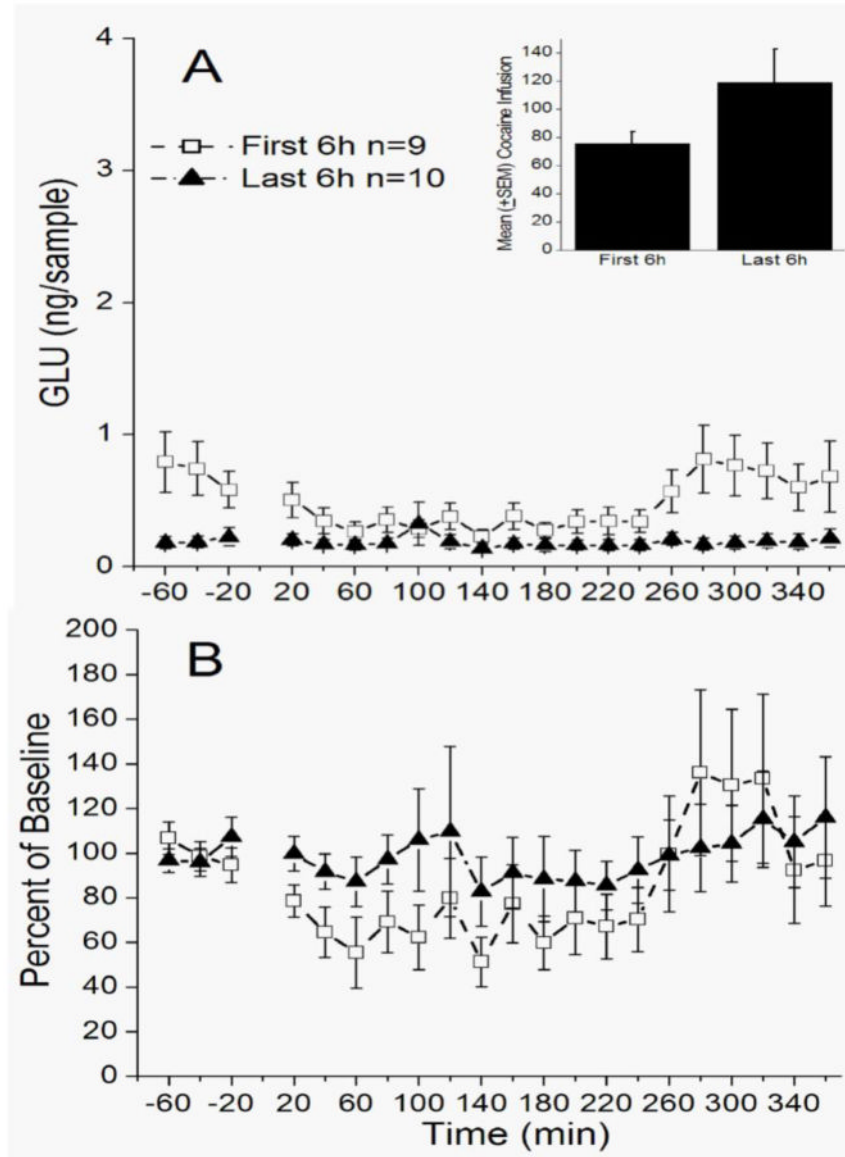 A
4
3
2
1
0
GLU (ng/sample)
First 6h n=9
Last 6h n=10
140
120
100
80
60
40
20
0
Mean (±SEM) Cocaine Infusion
First 6h Last 6h
-60 -20 20 60 100 140 180 220 260 300 340
B
200
180
160
140
120
100
80
60
40
20
0
Percent of Baseline
-60 -20 20 60 100 140 180 220 260 300 340
Time (min)